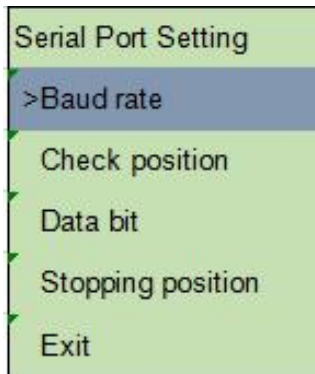 Serial Port Setting
>Baud rate
Check position
Data bit
Stopping position
Exit